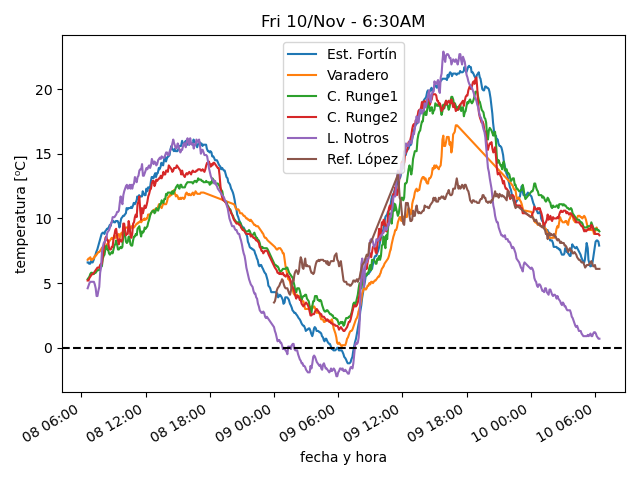 Fri 10/Nov - 6:30AM
Est. Fortín
Varadero
C. Runge1
C. Runge2
L. Notros
Ref. López
temperatura [ºC]
20
15
10
5
0
08 06:00
08 12:00
08 18:00
09 00:00
09 06:00
09 12:00
09 18:00
10 00:00
10 06:00
fecha y hora